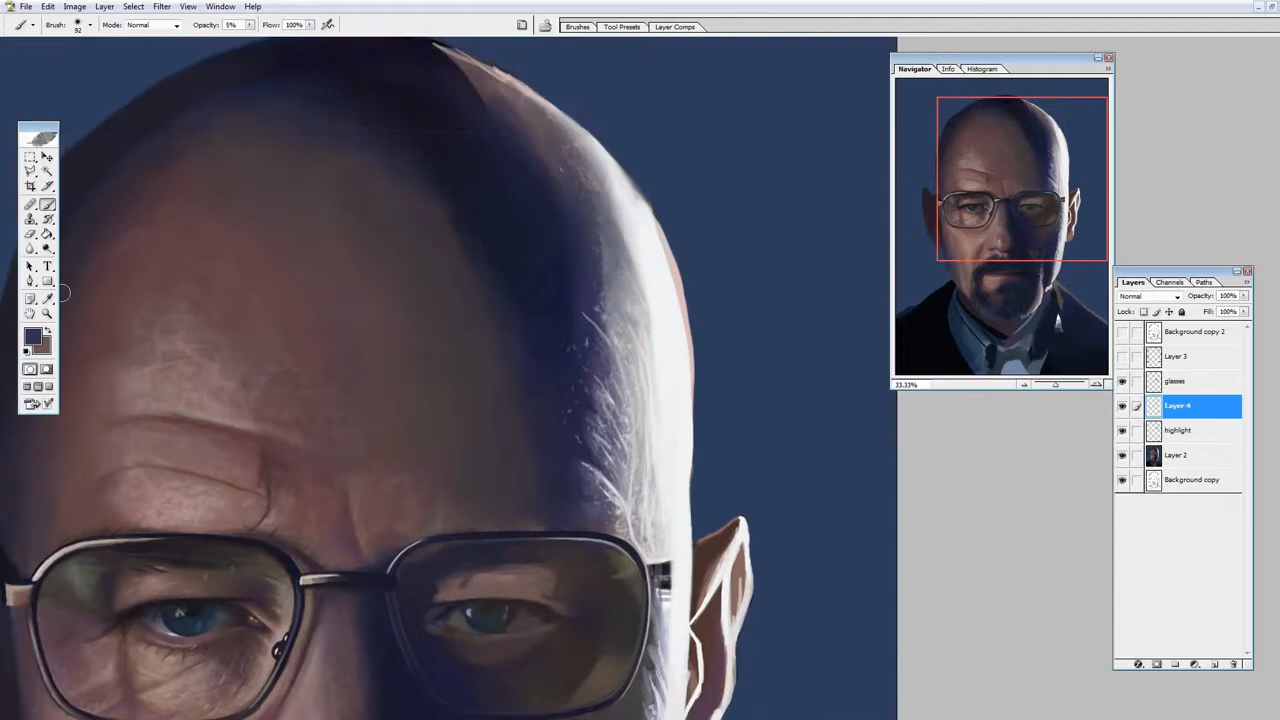 File Edit Image Layer Select Filter View Window Help
Brush: 92 Mode: Normal Opacity: 5% Flow: 100% Brushes Tool Presets Layer Comps
Navigator Info Histogram
33.33%
Layers Channels Paths
Normal Opacity: 100%
Lock: Fill: 100%
Background copy 2
Layer 3
glasses
Layer 4
highlight
Layer 2
Background copy